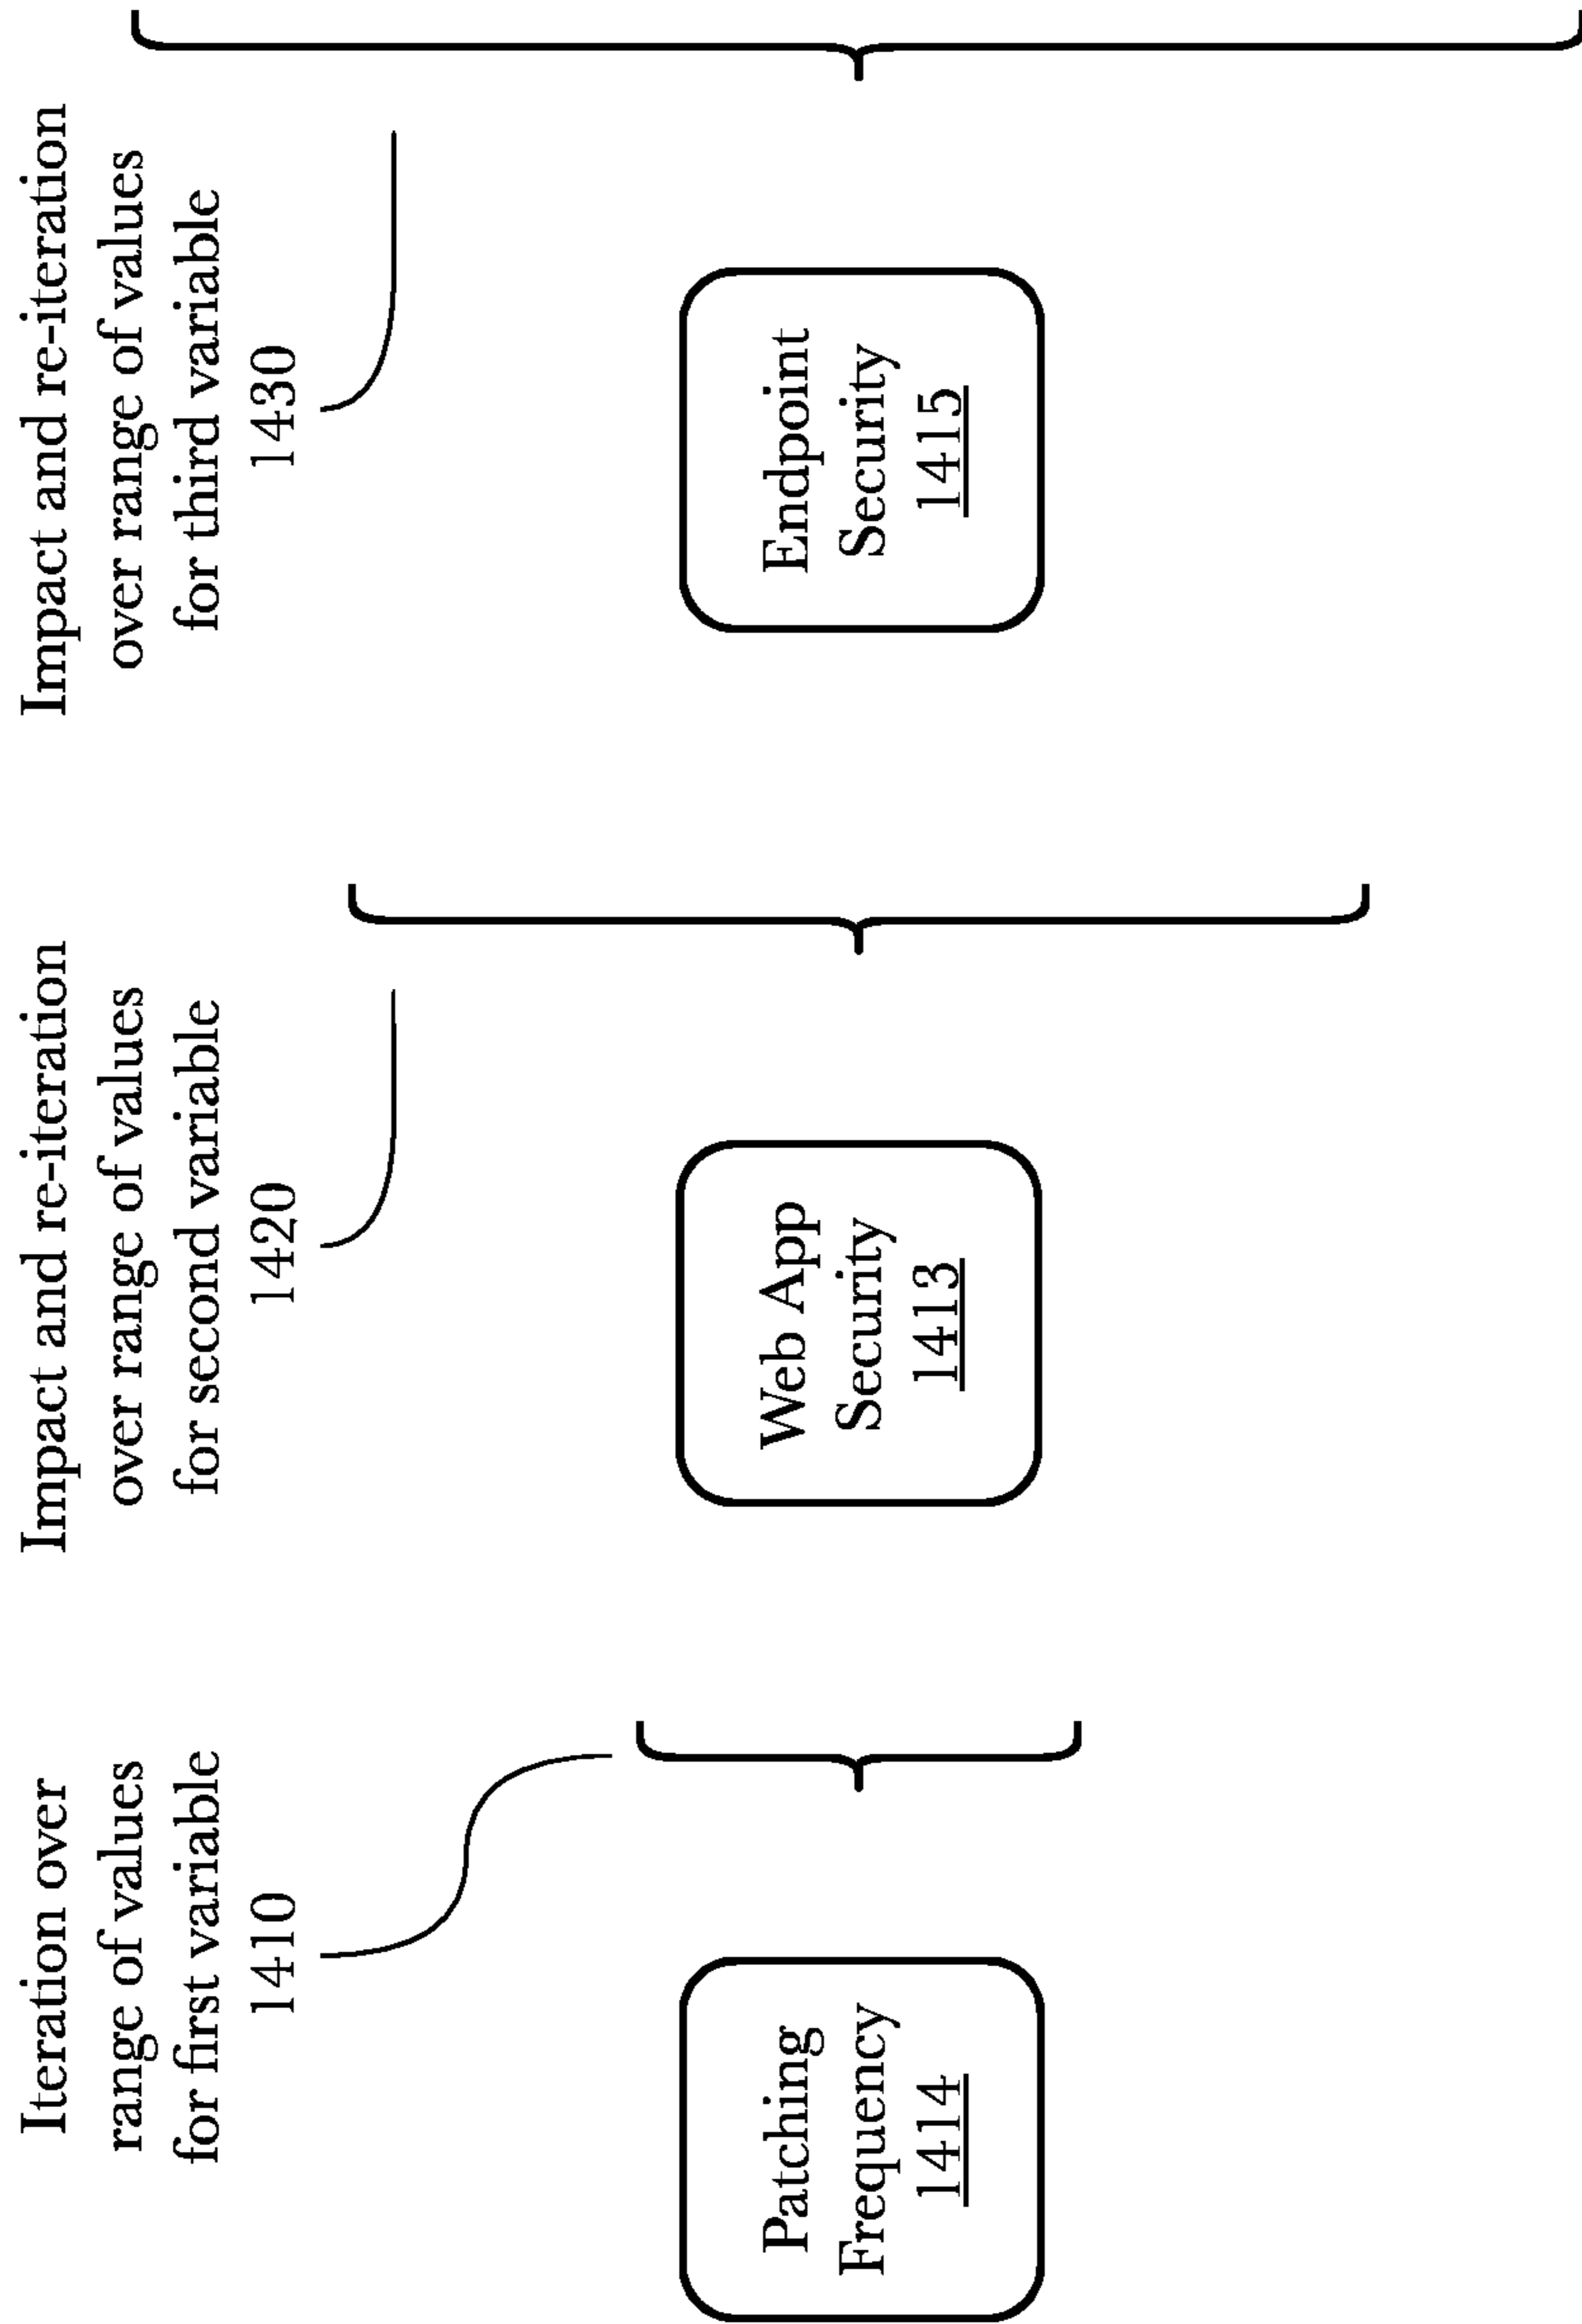 Iteration over
range of values
for first variable
1410
Impact and re-iteration
over range of values
for second variable
1420
Impact and re-iteration
over range of values
for third variable
1430
Patching
Frequency
1414
Web App
Security
1413
Endpoint
Security
1415